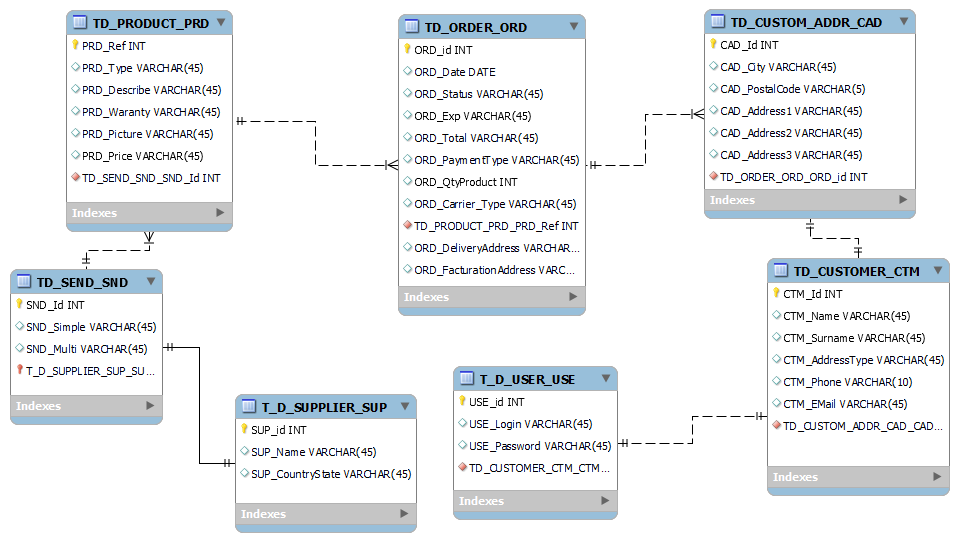 TD_PRODUCT_PRD
PRD_Ref INT
PRD_Type VARCHAR(45)
PRD_Describe VARCHAR(45)
PRD_Waranty VARCHAR(45)
PRD_Picture VARCHAR(45)
PRD_Price VARCHAR(45)
TD_SEND_SND_SND_Id INT
Indexes
TD_ORDER_ORD
ORD_id INT
ORD_Date DATE
ORD_Status VARCHAR(45)
ORD_Exp VARCHAR(45)
ORD_Total VARCHAR(45)
ORD_PaymentType VARCHAR(45)
ORD_QtyProduct INT
ORD_Carrier_Type VARCHAR(45)
TD_PRODUCT_PRD_PRD_Ref INT
ORD_DeliveryAddress VARCHAR...
ORD_FacturationAddress VARC...
Indexes
TD_CUSTOM_ADDR_CAD
CAD_Id INT
CAD_City VARCHAR(45)
CAD_PostalCode VARCHAR(5)
CAD_Address1 VARCHAR(45)
CAD_Address2 VARCHAR(45)
CAD_Address3 VARCHAR(45)
TD_ORDER_ORD_ORD_id INT
Indexes
TD_SEND_SND
SND_Id INT
SND_Simple VARCHAR(45)
SND_Multi VARCHAR(45)
T_D_SUPPLIER_SUP_SU...
Indexes
T_D_SUPPLIER_SUP
SUP_id INT
SUP_Name VARCHAR(45)
SUP_CountryState VARCHAR(45)
Indexes
T_D_USER_USE
USE_id INT
USE_Login VARCHAR(45)
USE_Password VARCHAR(45)
TD_CUSTOMER_CTM_CTM...
Indexes
TD_CUSTOMER_CTM
CTM_Id INT
CTM_Name VARCHAR(45)
CTM_Surname VARCHAR(45)
CTM_AddressType VARCHAR(45)
CTM_Phone VARCHAR(10)
CTM_EMail VARCHAR(45)
TD_CUSTOM_ADDR_CAD_CAD...
Indexes